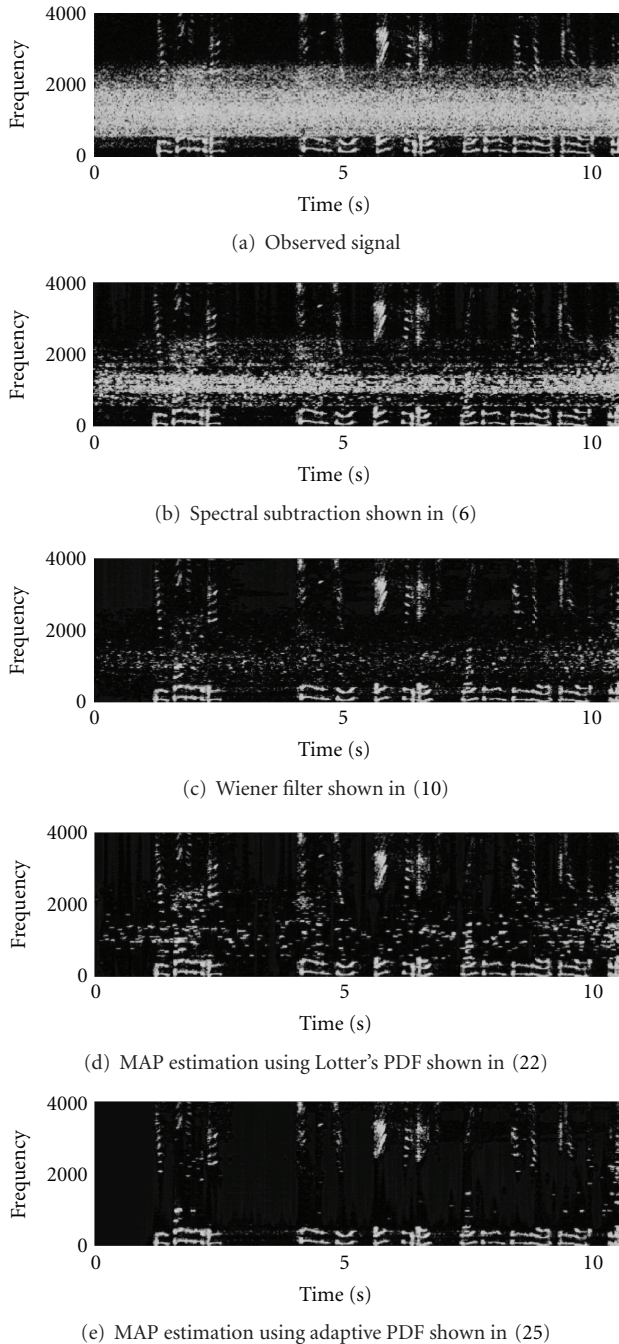 4000
2000
0
Frequency
0
5
10
Time (s)
(a) Observed signal
4000
2000
0
Frequency
0
5
10
Time (s)
(b) Spectral subtraction shown in (6)
4000
2000
0
Frequency
0
5
10
Time (s)
(c) Wiener filter shown in (10)
4000
2000
0
Frequency
0
5
10
Time (s)
(d) MAP estimation using Lotter's PDF shown in (22)
4000
2000
0
Frequency
0
5
10
Time (s)
(e) MAP estimation using adaptive PDF shown in (25)